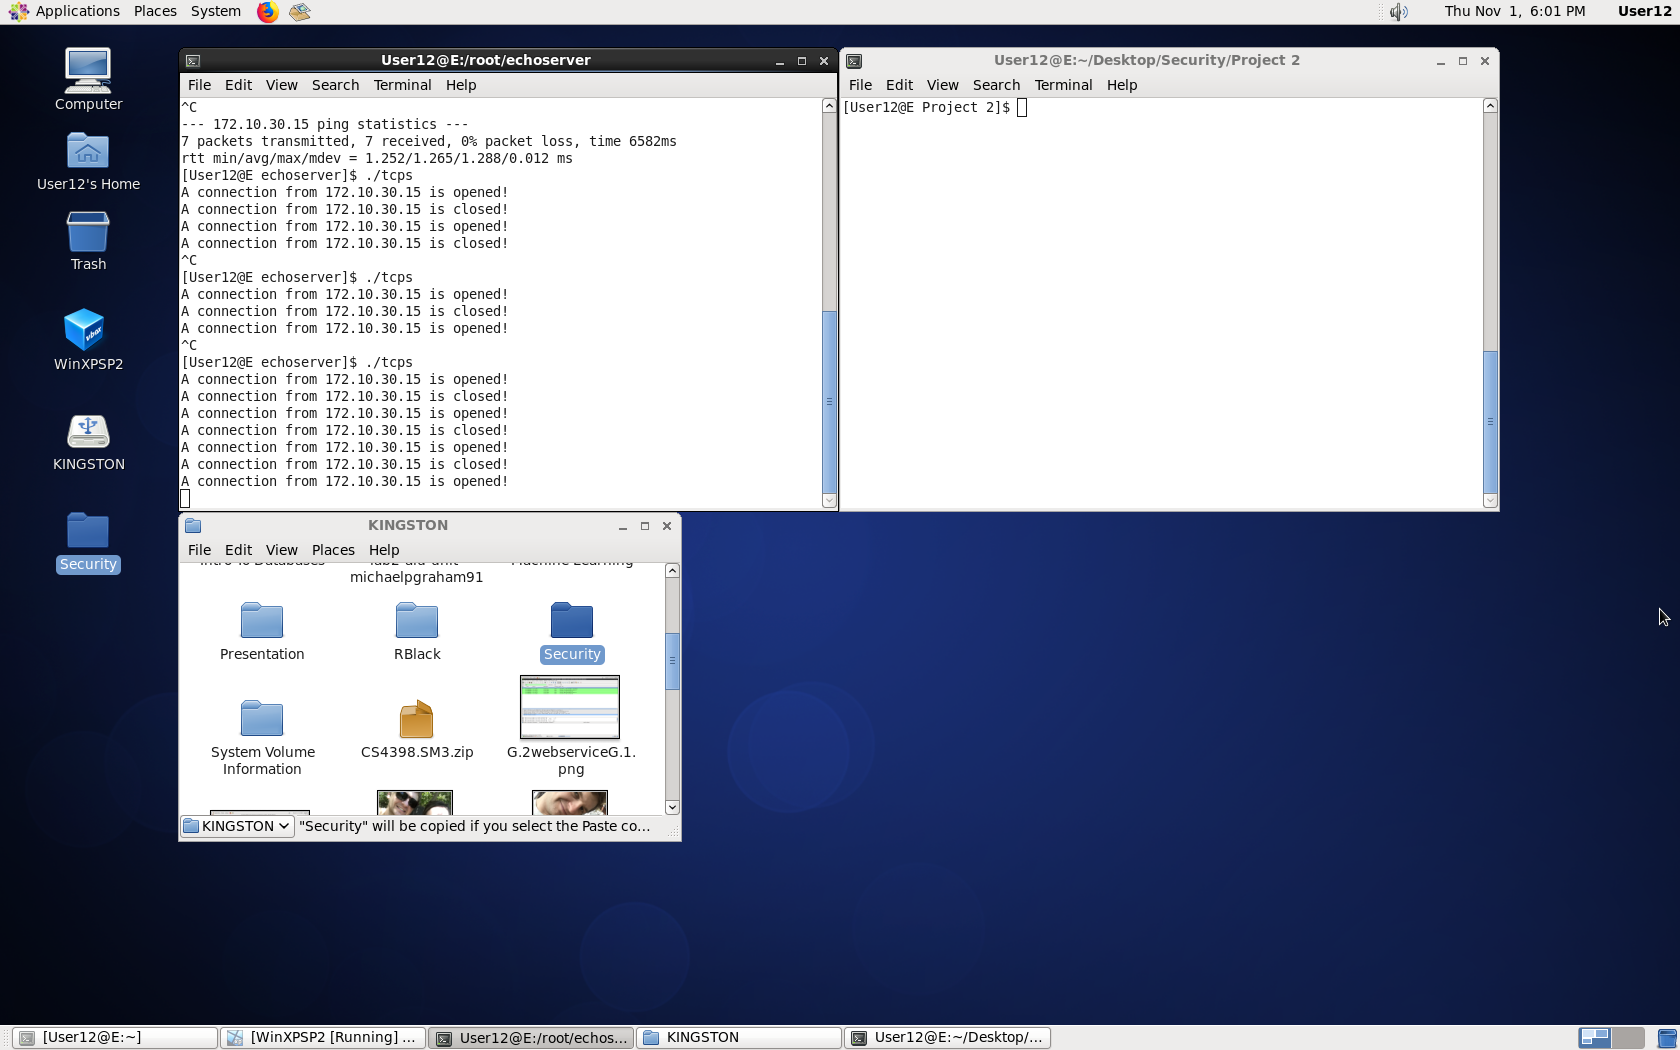 Applications Places System
Thu Nov 1, 6:01 PM User12
Computer
User12's Home
Trash
WinXPSP2
KINGSTON
Security
User12@E:/root/echoserver
File Edit View Search Terminal Help
^C
--- 172.10.30.15 ping statistics ---
7 packets transmitted, 7 received, 0% packet loss, time 6582ms
rtt min/avg/max/mdev = 1.252/1.265/1.288/0.012 ms
[User12@E echoserver]$ ./tcps
A connection from 172.10.30.15 is opened!
A connection from 172.10.30.15 is closed!
A connection from 172.10.30.15 is opened!
A connection from 172.10.30.15 is closed!
^C
[User12@E echoserver]$ ./tcps
A connection from 172.10.30.15 is opened!
A connection from 172.10.30.15 is closed!
A connection from 172.10.30.15 is opened!
^C
[User12@E echoserver]$ ./tcps
A connection from 172.10.30.15 is opened!
A connection from 172.10.30.15 is closed!
A connection from 172.10.30.15 is opened!
A connection from 172.10.30.15 is closed!
A connection from 172.10.30.15 is opened!
A connection from 172.10.30.15 is closed!
A connection from 172.10.30.15 is opened!
User12@E:~/Desktop/Security/Project 2
File Edit View Search Terminal Help
[User12@E Project 2]$
KINGSTON
File Edit View Places Help
Databases Machine Learning
michaelpgraham91
Presentation RBlack Security
System Volume Information
CS4398.SM3.zip
G.2webserviceG.1.
png
KINGSTON "Security" will be copied if you select the Paste co...
[User12@E:~] [WinXPSP2 [Running] ... User12@E:/root/echos... KINGSTON User12@E:~/Desktop/...